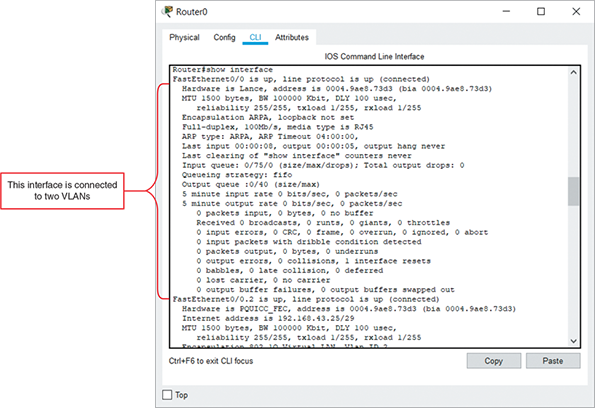 Router0
Physical Config CLI Attributes
IOS Command Line Interface
Router#show interface
FastEthernet0/0 is up, line protocol is up (connected)
Hardware is Lance, address is 0004.9ae8.73d3 (bia 0004.9ae8.73d3)
MTU 1500 bytes, BW 100000 Kbit, DLY 100 usec,
reliability 255/255, txload 1/255, rxload 1/255
Encapsulation ARPA, loopback not set
Full-duplex, 100Mb/s, media type is RJ45
ARP type: ARPA, ARP Timeout 04:00:00,
Last input 00:00:08, output 00:00:05, output hang never
Last clearing of "show interface" counters never
Input queue: 0/75/0 (size/max/drops); Total output drops: 0
Queueing strategy: fifo
Output queue :0/40 (size/max)
5 minute input rate 0 bits/sec, 0 packets/sec
5 minute output rate 0 bits/sec, 0 packets/sec
0 packets input, 0 bytes, 0 no buffer
Received 0 broadcasts, 0 runts, 0 giants, 0 throttles
0 input errors, 0 CRC, 0 frame, 0 overrun, 0 ignored, 0 abort
0 input packets with dribble condition detected
0 packets output, 0 bytes, 0 underruns
0 output errors, 0 collisions, 1 interface resets
0 babbles, 0 late collision, 0 deferred
0 lost carrier, 0 no carrier
0 output buffer failures, 0 output buffers swapped out
FastEthernet0/0.2 is up, line protocol is up (connected)
Hardware is PQUICC_FEC, address is 0004.9ae8.73d3 (bia 0004.9ae8.73d3)
Internet address is 192.168.43.25/29
MTU 1500 bytes, BW 100000 Kbit, DLY 100 usec,
reliability 255/255, txload 1/255, rxload 1/255
Encapsulation 802.1Q Virtual LAN, Vlan ID 2
This interface is connected
to two VLANs
Ctrl+F6 to exit CLI focus
Copy Paste
Top